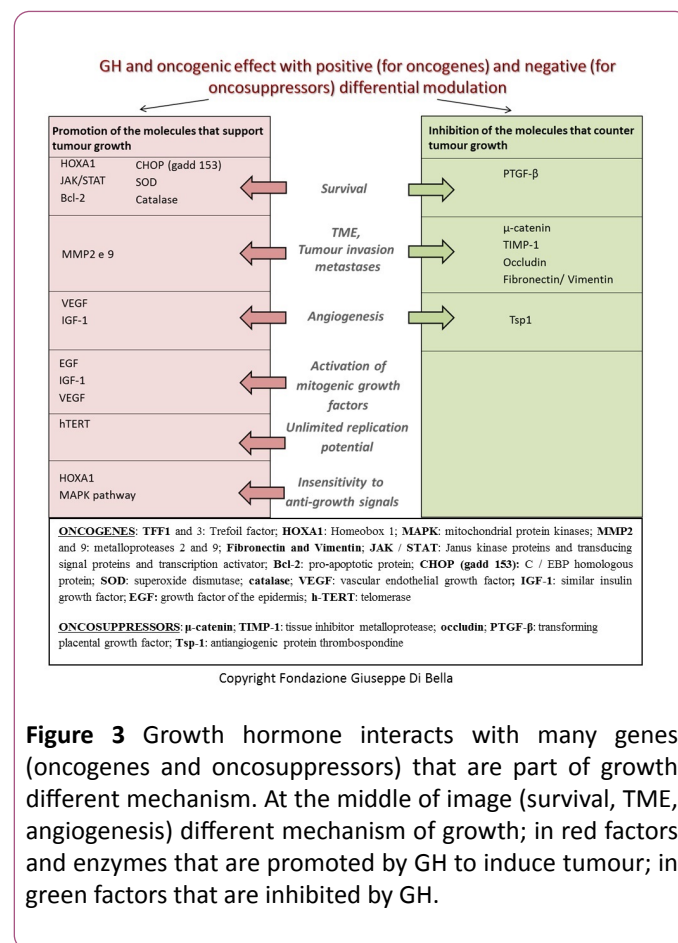 GH and oncogenic effect with positive (for oncogenes) and negative (for
oncosuppressors) differential modulation
Promotion of the molecules that support
tumour growth
Inhibition of the molecules that counter
tumour growth
HOXA1 CHOP (gadd 153)
JAK/STAT SOD
Bcl-2 Catalase
Survival
PTGF-β
MMP2 e 9
TME,
Tumour invasion
metastases
μ-catenin
TIMP-1
Occludin
Fibronectin/ Vimentin
VEGF
IGF-1
Angiogenesis
Tsp1
EGF
IGF-1
VEGF
Activation of
mitogenic growth
factors
hTERT
Unlimited replication
potential
HOXA1
MAPK pathway
Insensitivity to
anti-growth signals
ONCOGENES: TFF1 and 3: Trefoil factor; HOXA1: Homeobox 1; MAPK: mitochondrial protein kinases; MMP2
and 9: metalloproteases 2 and 9; Fibronectin and Vimentin; JAK / STAT: Janus kinase proteins and transducing
signal proteins and transcription activator; Bcl-2: pro-apoptotic protein; CHOP (gadd 153): C / EBP homologous
protein; SOD: superoxide dismutase; catalase; VEGF: vascular endothelial growth factor; IGF-1: similar insulin
growth factor; EGF: growth factor of the epidermis; h-TERT: telomerase
ONCOSUPPRESSORS: μ-catenin; TIMP-1: tissue inhibitor metalloprotease; occludin; PTGF-β: transforming
placental growth factor; Tsp-1: antiangiogenic protein thrombospondine
Copyright Fondazione Giuseppe Di Bella
Figure 3 Growth hormone interacts with many genes
(oncogenes and oncosuppressors) that are part of growth
different mechanism. At the middle of image (survival, TME,
angiogenesis) different mechanism of growth; in red factors
and enzymes that are promoted by GH to induce tumour; in
green factors that are inhibited by GH.